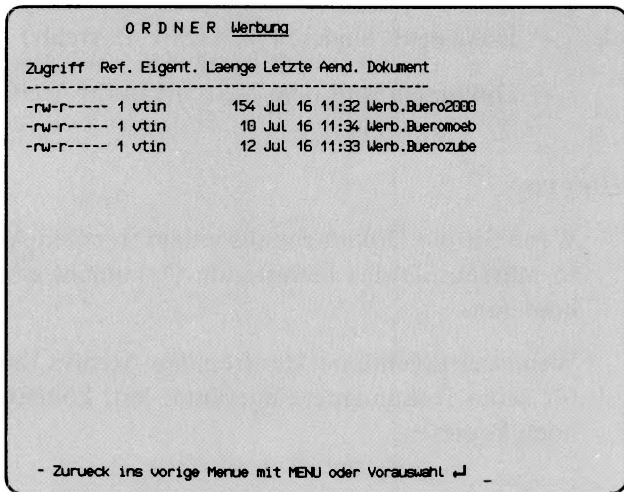 O R D N E R Werbung
Zugriff Ref. Eigent. Laenge Letzte Aend. Dokument
-rw-r----- 1 vtin 154 Jul 16 11:32 Werb.Buero2000
-rw-r----- 1 vtin 10 Jul 16 11:34 Werb.Bueromoeb
-rw-r----- 1 vtin 12 Jul 16 11:33 Werb.Buerozube
- Zurueck ins vorige Menue mit MENU oder Vorauswahl ↵ _